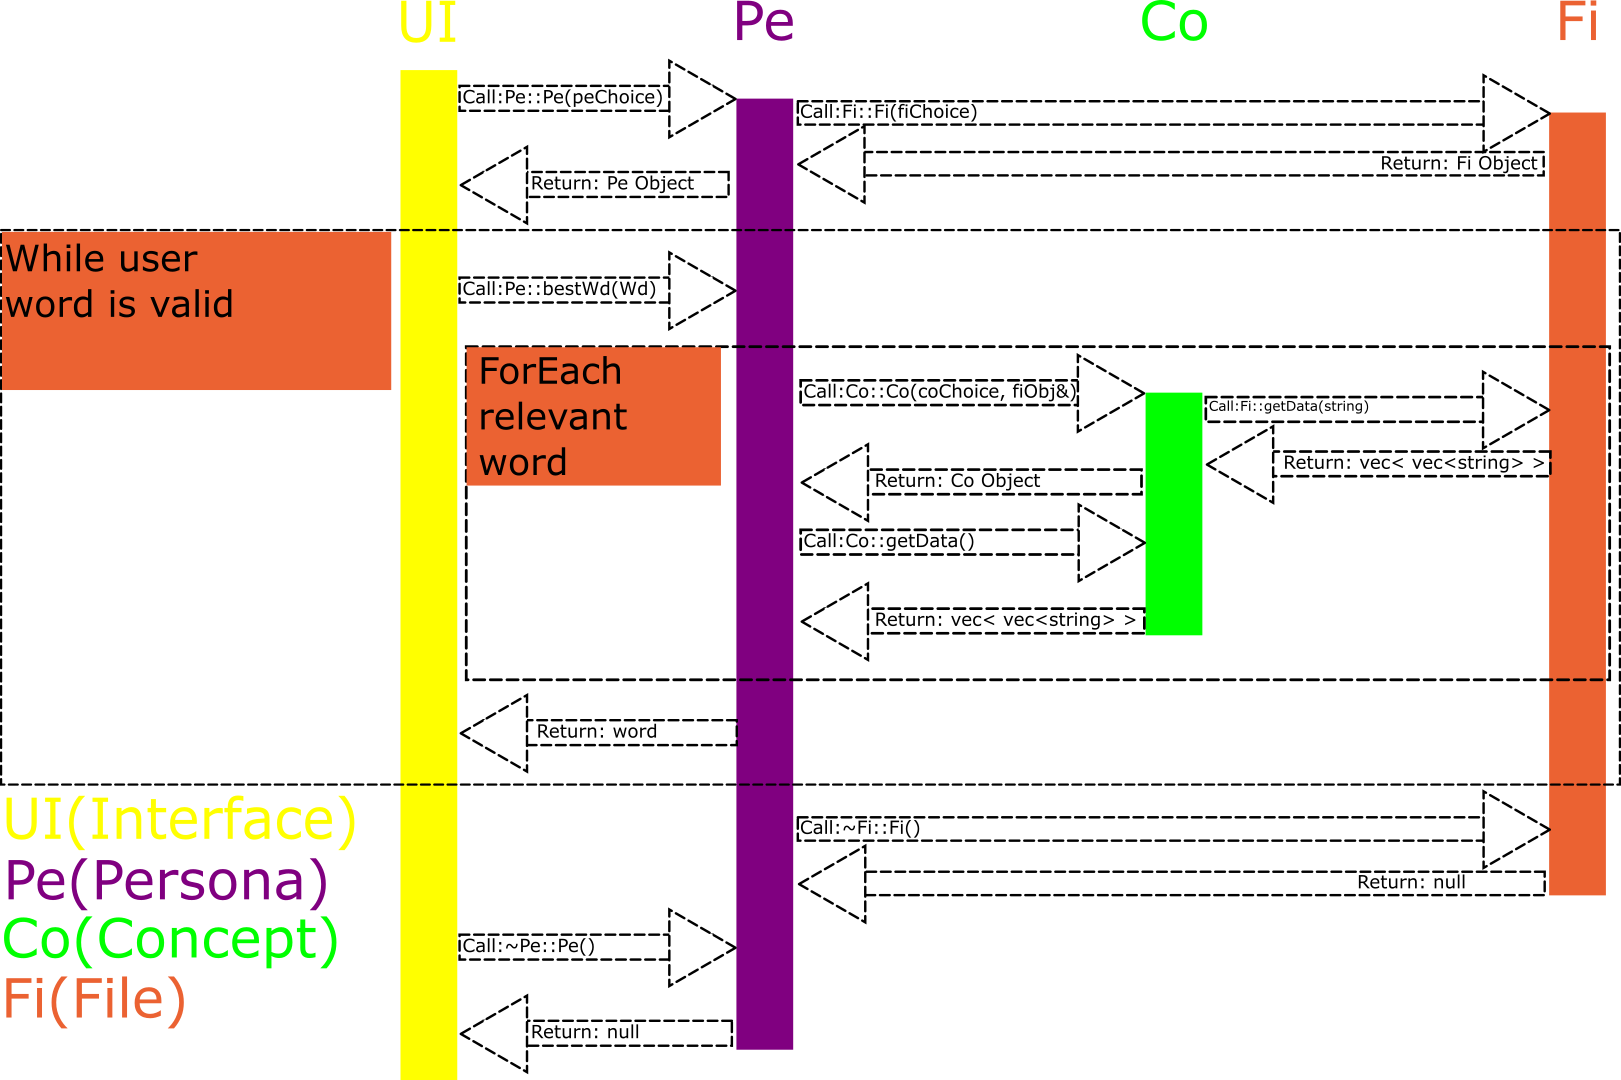 UI
Pe
Co
Fi
Call:Pe::Pe(peChoice)
Call:Fi::Fi(fiChoice)
Return: Fi Object
Return: Pe Object
While user
word is valid
Call:Pe::bestWd(Wd)
ForEach
relevant
word
Call:Co::Co(coChoice, fiObj&)
Call:Fi::getData(string)
Return: vec< vec<string> >
Return: Co Object
Call:Co::getData()
Return: vec< vec<string> >
Return: word
UI(Interface)
Pe(Persona)
Co(Concept)
Fi(File)
Call:~Fi::Fi()
Return: null
Call:~Pe::Pe()
Return: null